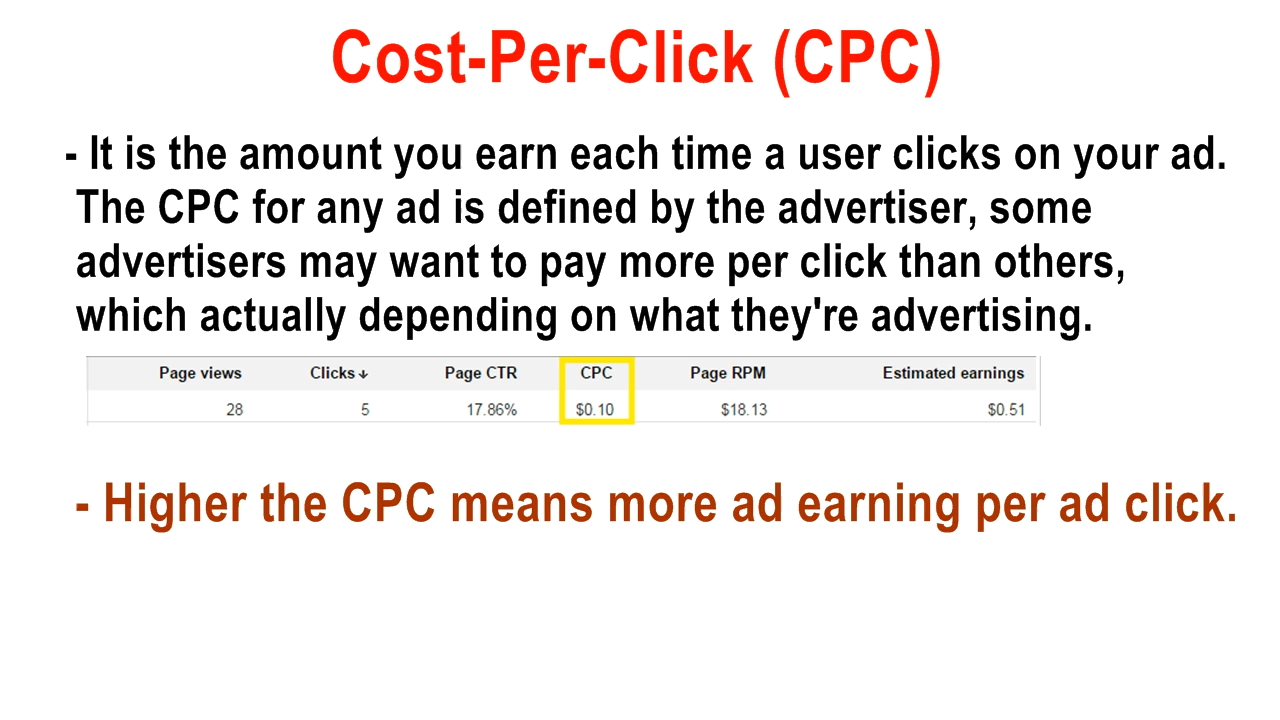 Cost-Per-Click (CPC)
- It is the amount you earn each time a user clicks on your ad.
The CPC for any ad is defined by the advertiser, some
advertisers may want to pay more per click than others,
which actually depending on what they're advertising.
Page views Clicks↓ Page CTR CPC Page RPM Estimated earnings
28 5 17.86% $0.10 $18.13 $0.51
- Higher the CPC means more ad earning per ad click.